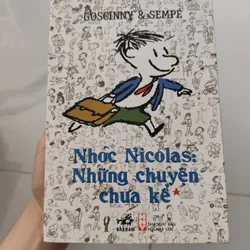 GOSCINNY & SEMPÉ
Nhóc Nicolas:
Những chuyện
chưa kể